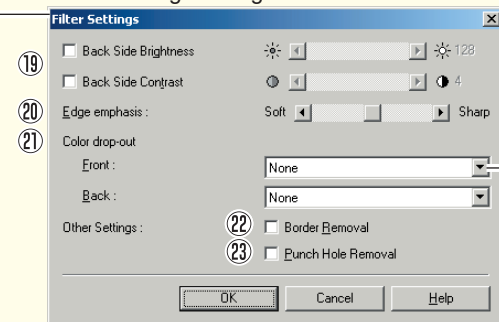 Filter Settings
⑲ Back Side Brightness 128
Back Side Contrast 4
⑳ Edge emphasis : Soft Sharp
㉑ Color drop-out
Front : None
Back : None
Other Settings : ㉒ Border Removal
㉓ Punch Hole Removal
OK Cancel Help